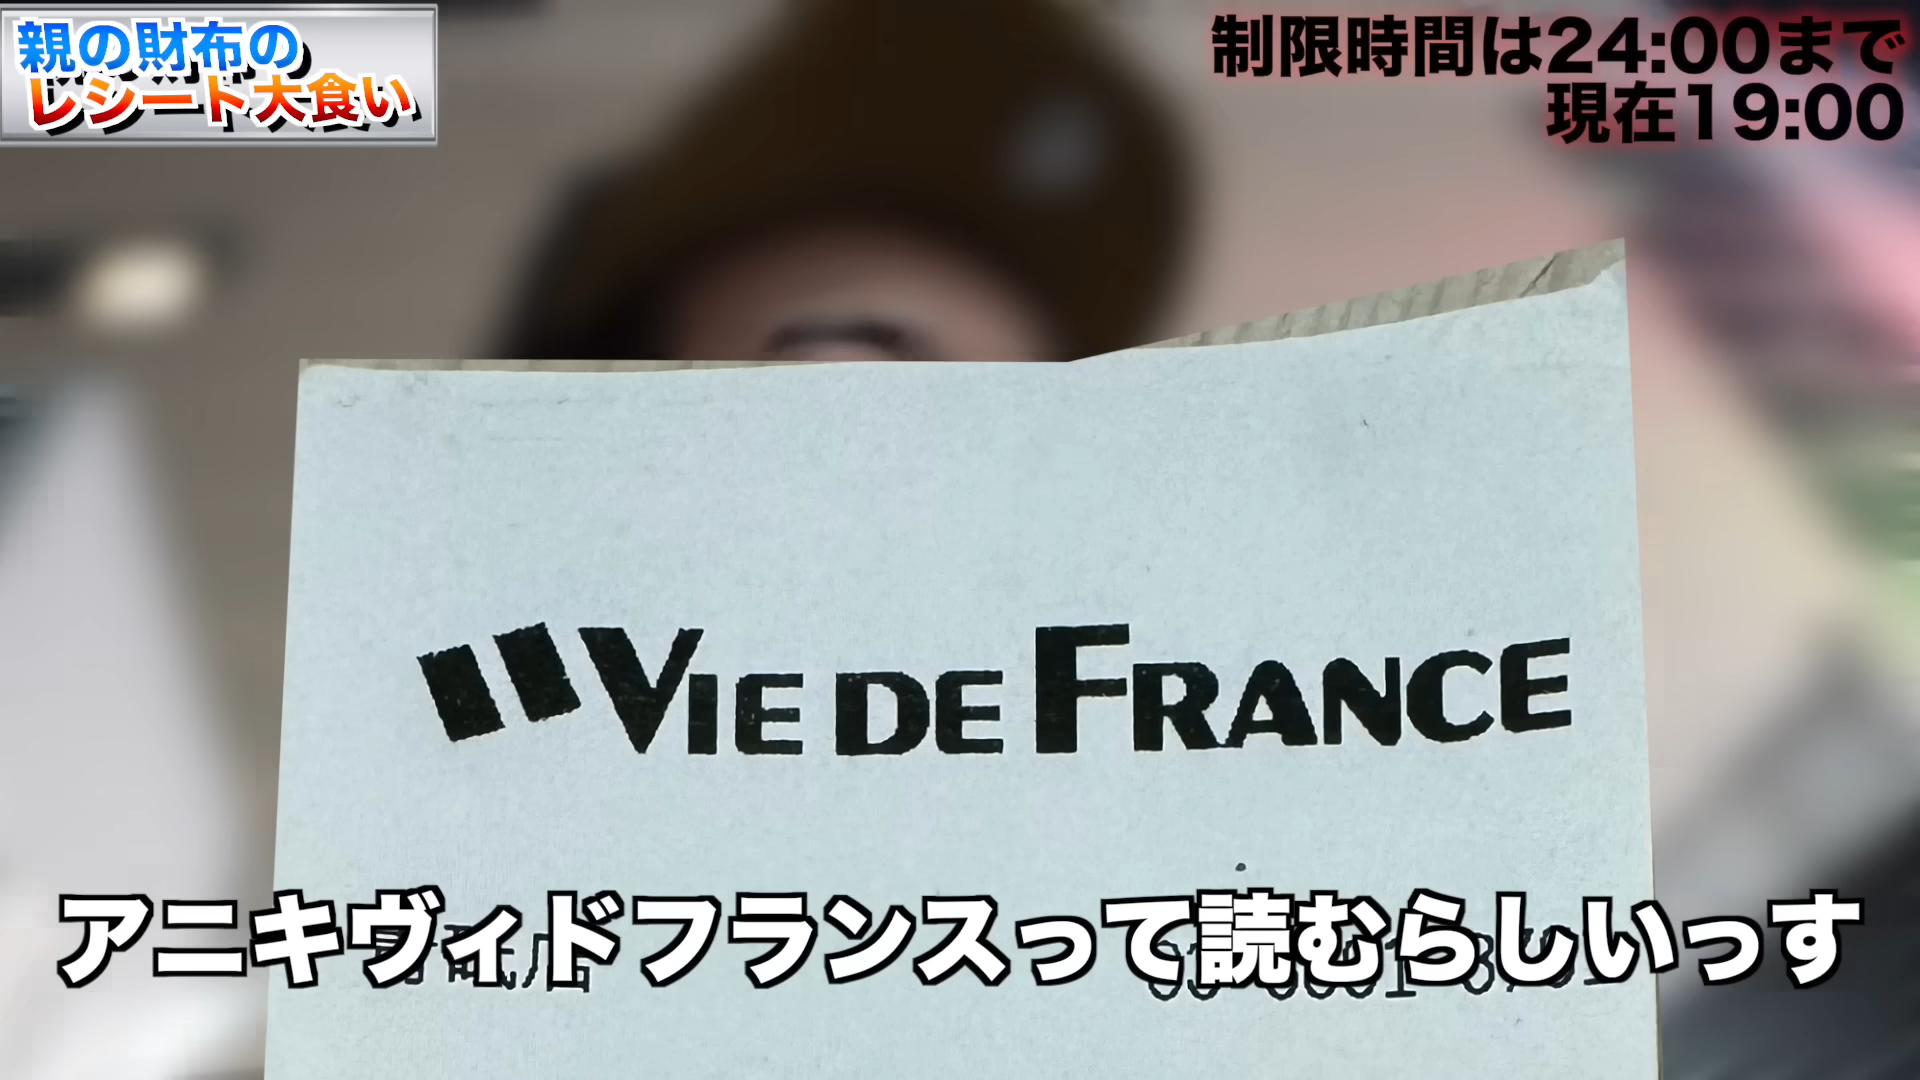 親の財布の
レシート大食い
制限時間は24:00まで
現在19:00
VIE DE FRANCE
アニキヴィドフランスって読むらしいっす